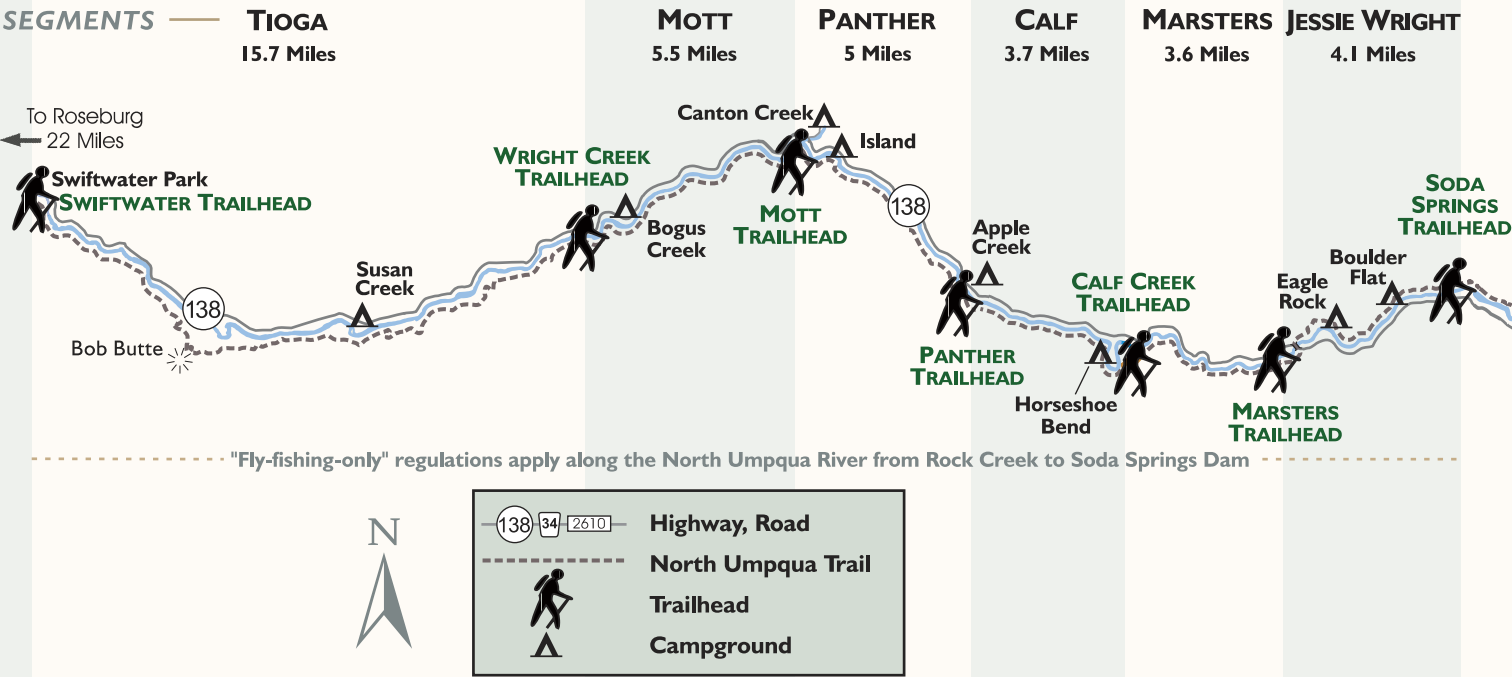 SEGMENTS
TIOGA
15.7 Miles
MOTT
5.5 Miles
PANTHER
5 Miles
CALF
3.7 Miles
MARSTERS
3.6 Miles
JESSIE WRIGHT
4.1 Miles
To Roseburg
22 Miles
Swiftwater Park
SWIFTWATER TRAILHEAD
138
Bob Butte
Susan
Creek
WRIGHT CREEK
TRAILHEAD
Bogus
Creek
Canton Creek
Island
MOTT
TRAILHEAD
138
Apple
Creek
PANTHER
TRAILHEAD
CALF CREEK
TRAILHEAD
Horseshoe
Bend
MARSTERS
TRAILHEAD
Eagle
Rock
Boulder
Flat
SODA
SPRINGS
TRAILHEAD
"Fly-fishing-only" regulations apply along the North Umpqua River from Rock Creek to Soda Springs Dam
N
138 34 2610 Highway, Road
North Umpqua Trail
Trailhead
Campground